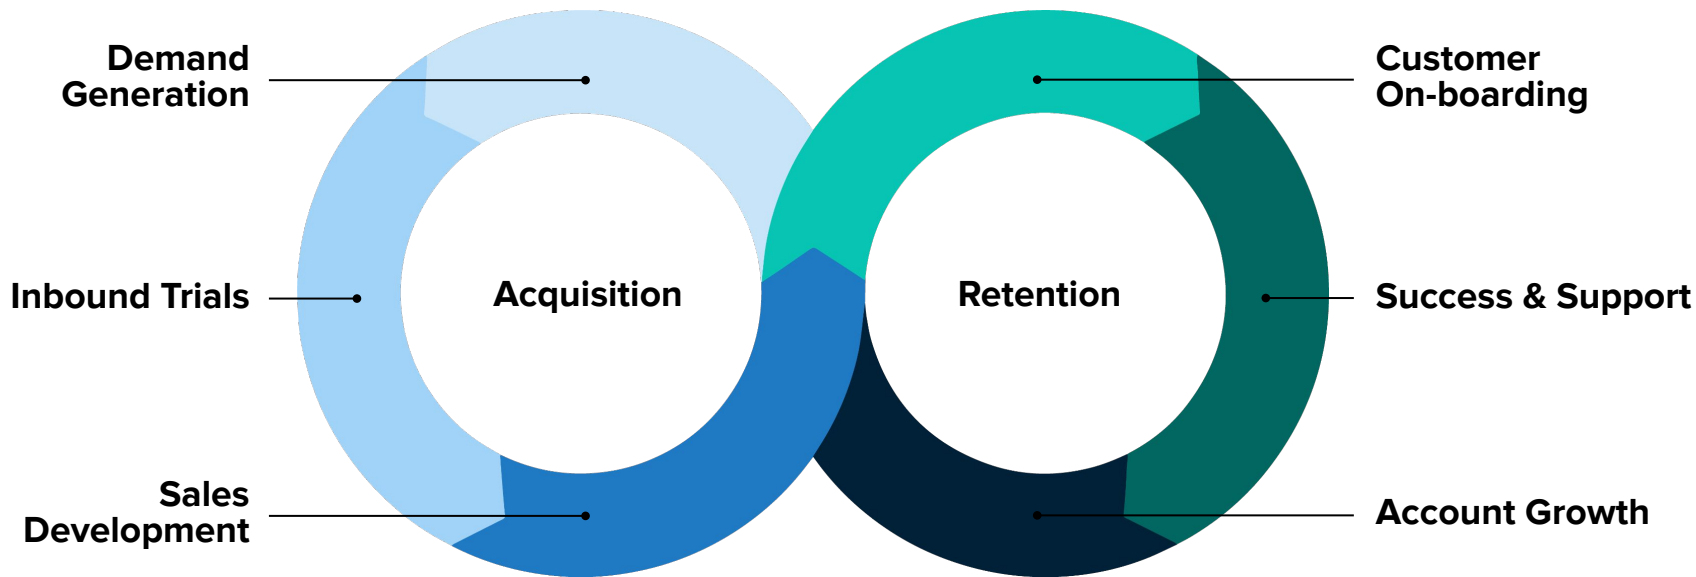 Demand
Generation
Inbound Trials
Sales
Development
Acquisition
Retention
Customer
On-boarding
Success & Support
Account Growth